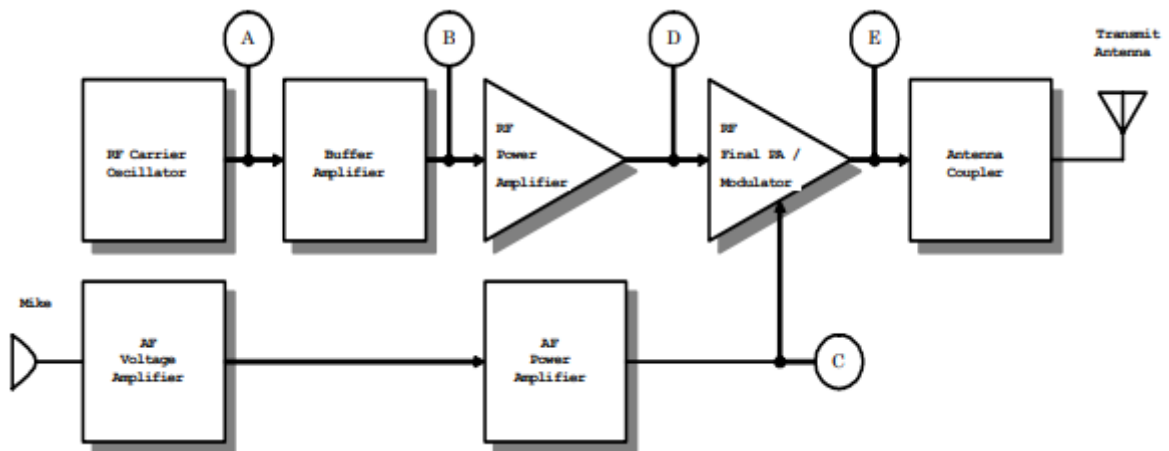 A
B
D
E
Transmit
Antenna
RF Carrier
Oscillator
Buffer
Amplifier
RF
Power
Amplifier
RF
Final PA /
Modulator
Antenna
Coupler
Mike
AF
Voltage
Amplifier
AF
Power
Amplifier
C